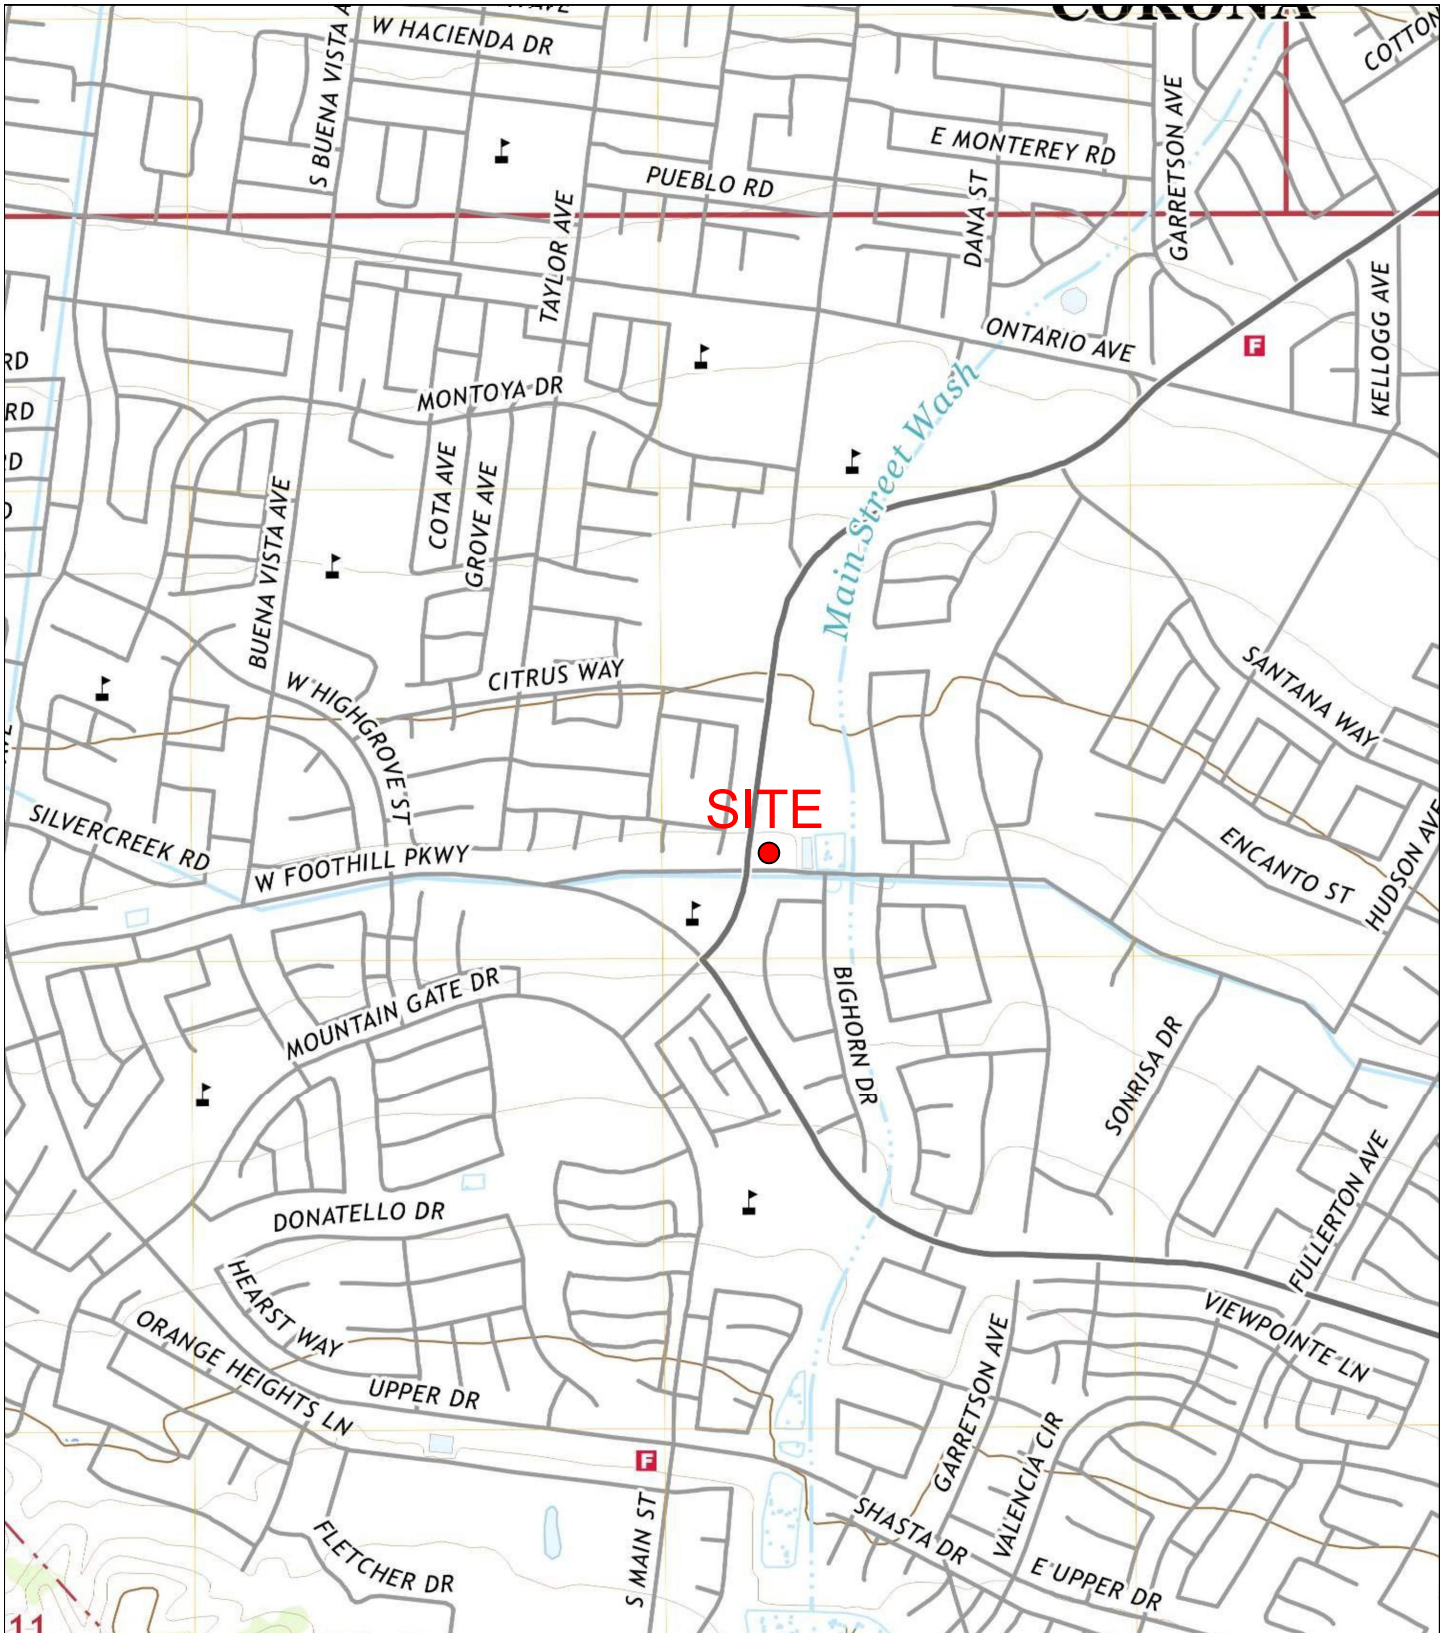 CORONA
W HACIENDA DR
COTTON
S BUENA VISTA A
GARRETSON AVE
E MONTEREY RD
PUEBLO RD
DANA ST
TAYLOR AVE
KELLOGG AVE
ONTARIO AVE
F
RD
MONTOYA DR
RD
Main Street Wash
RD
COTA AVE
GROVE AVE
BUENA VISTA AVE
CITRUS WAY
W HIGHGROVE ST
SANTANA WAY
SITE
SILVERCREEK RD
W FOOTHILL PKWY
ENCANTO ST
HUDSON AVE
MOUNTAIN GATE DR
BIGHORN DR
SONRISA DR
DONATELLO DR
FULLERTON AVE
HEARST WAY
ORANGE HEIGHTS LN
VIEWPOINTE LN
UPPER DR
GARRETSON AVE
VALENCIA CIR
F
S MAIN ST
SHASTA DR
FLETCHER DR
E UPPER DR
11